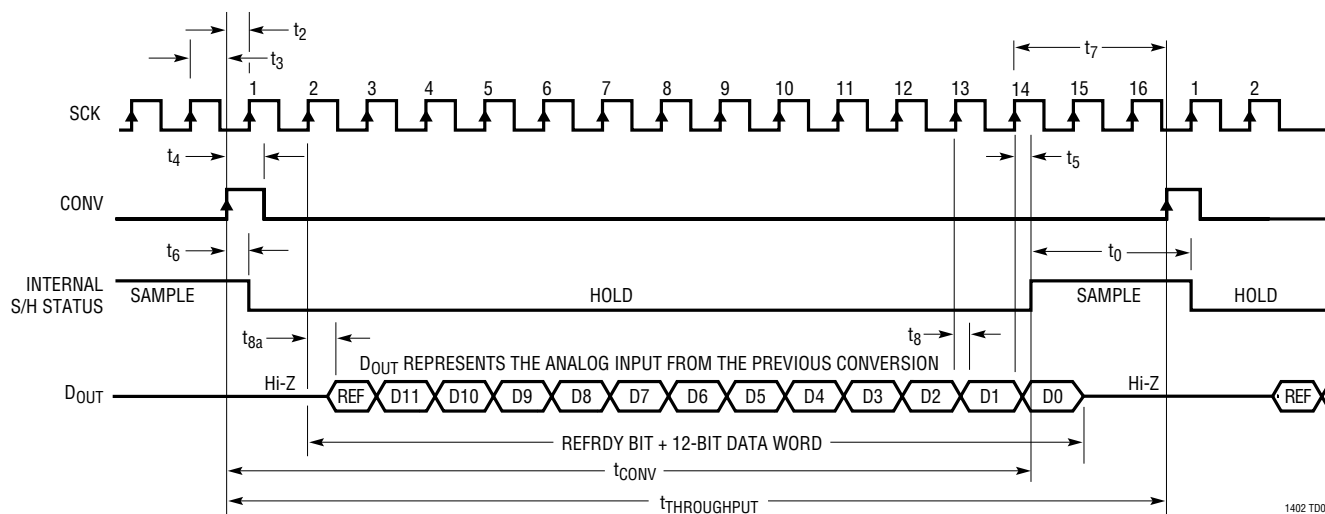 t2
t3
t7
1 2 3 4 5 6 7 8 9 10 11 12 13 14 15 16 1 2
SCK
t4
t5
CONV
t6
t0
INTERNAL
S/H STATUS
SAMPLE HOLD SAMPLE HOLD
t8a
t8
DOUT REPRESENTS THE ANALOG INPUT FROM THE PREVIOUS CONVERSION
Hi-Z Hi-Z
DOUT
REF D11 D10 D9 D8 D7 D6 D5 D4 D3 D2 D1 D0 REF
REFRDY BIT + 12-BIT DATA WORD
tCONV
tTHROUGHPUT
1402 TD0